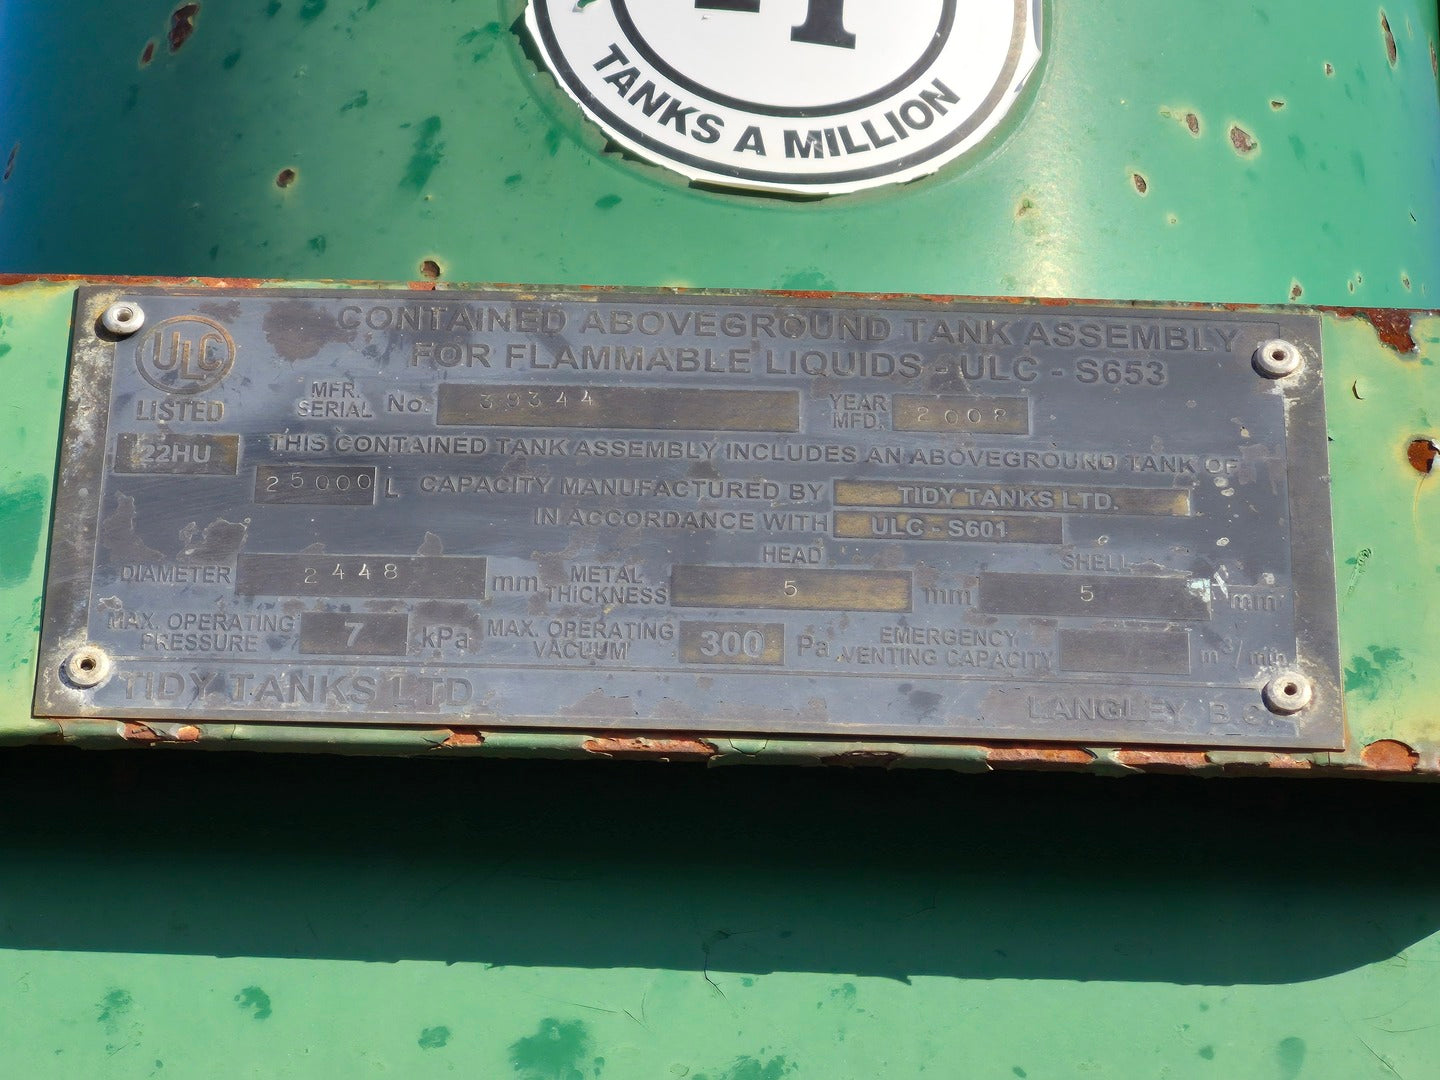 TANKS A MILLION
CONTAINED ABOVEGROUND TANK ASSEMBLY
FOR FLAMMABLE LIQUIDS - ULC - S653
ULC
LISTED
MFR. SERIAL No. 39344 YEAR MFD. 2002
22HU THIS CONTAINED TANK ASSEMBLY INCLUDES AN ABOVEGROUND TANK OF
25000 L CAPACITY MANUFACTURED BY TIDY TANKS LTD.
IN ACCORDANCE WITH ULC - S601
DIAMETER 2448 mm METAL THICKNESS HEAD 5 mm SHELL 5 mm
MAX. OPERATING PRESSURE 7 kPa MAX. OPERATING VACUUM 300 Pa EMERGENCY VENTING CAPACITY m³/min
TIDY TANKS LTD. LANGLEY, B.C.